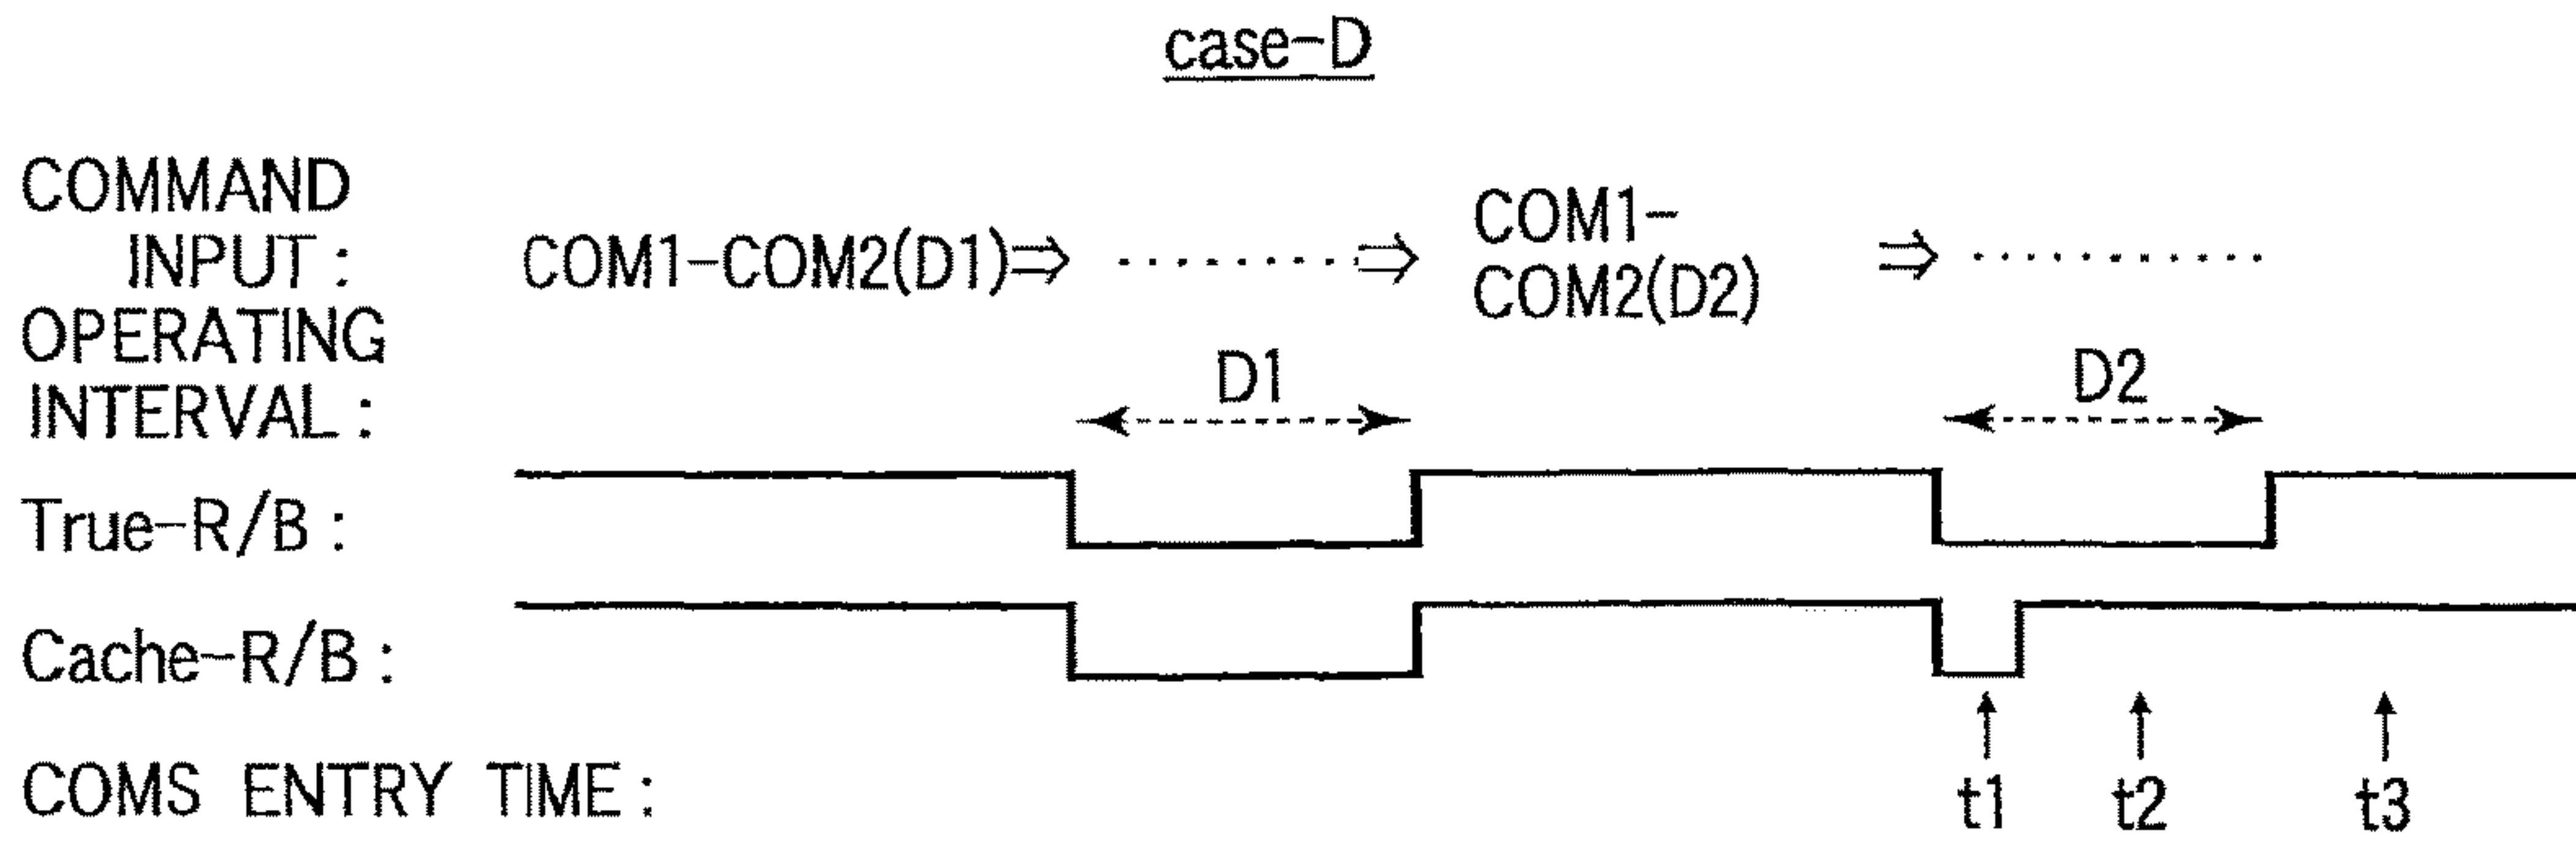 case-D
COMMAND
INPUT :
COM1-COM2(D1)⇒ ·········⇒
COM1-
COM2(D2)
⇒ ··········
OPERATING
INTERVAL :
D1
D2
True-R/B :
Cache-R/B :
COMS ENTRY TIME :
t1
t2
t3